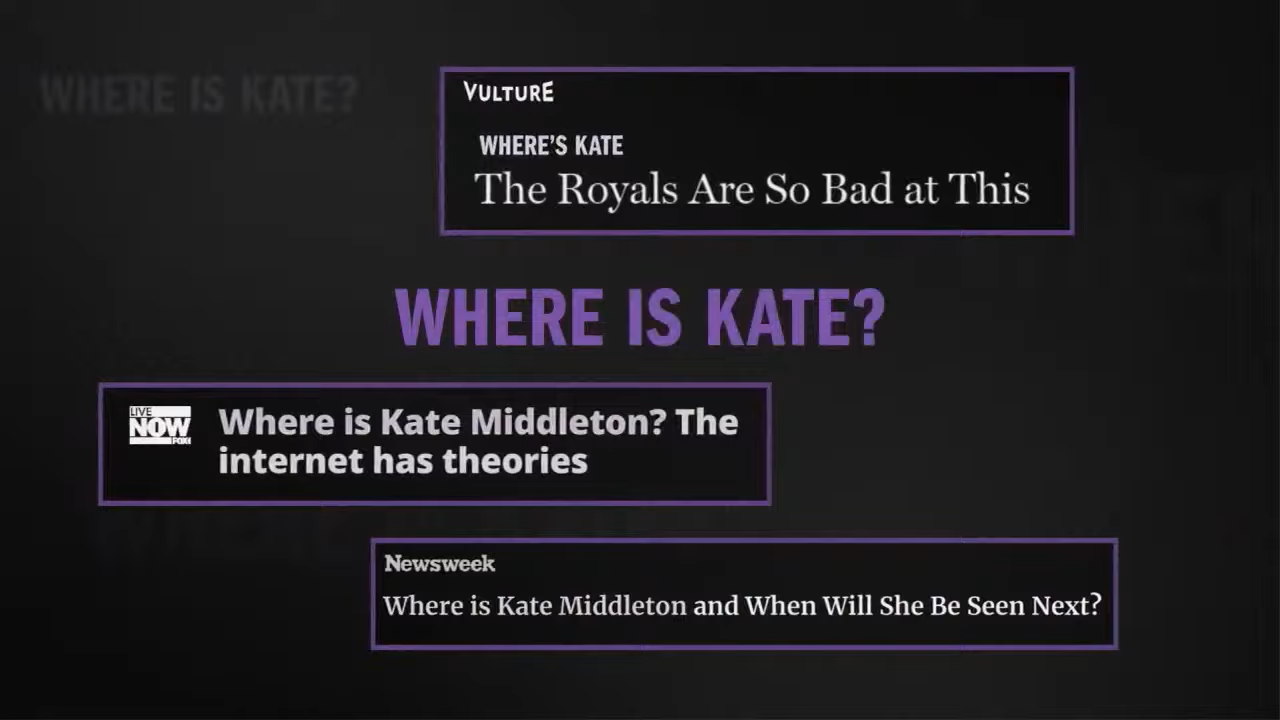 WHERE IS KATE?
VULTURE
WHERE'S KATE
The Royals Are So Bad at This
WHERE IS KATE?
LIVE
NOW
FOX
Where is Kate Middleton? The
internet has theories
Newsweek
Where is Kate Middleton and When Will She Be Seen Next?